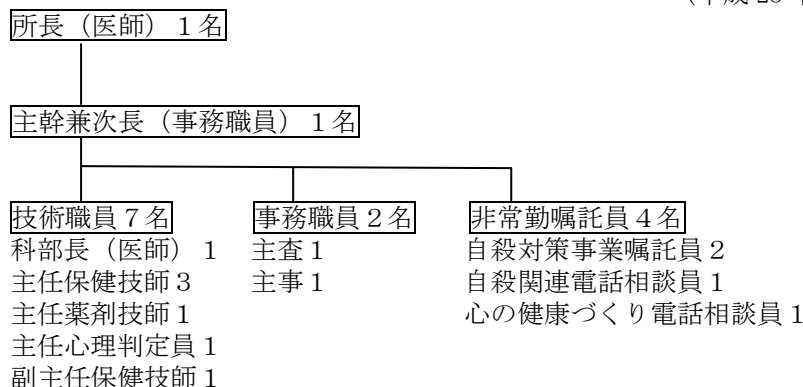 所長（医師）１名
主幹兼次長（事務職員）１名
技術職員７名
科部長（医師）１
主任保健技師３
主任薬剤技師１
主任心理判定員１
副主任保健技師１
事務職員２名
主査１
主事１
非常勤嘱託員４名
自殺対策事業嘱託員２
自殺関連電話相談員１
心の健康づくり電話相談員１